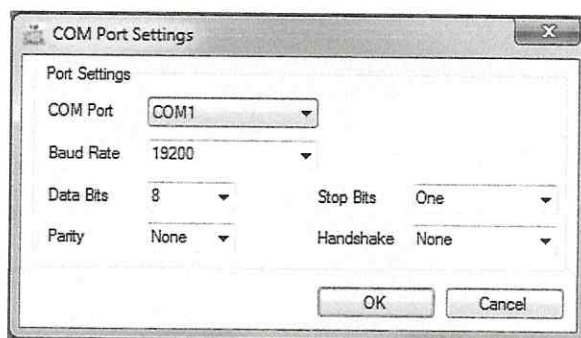 COM Port Settings
Port Settings
COM Port COM1
Baud Rate 19200
Data Bits 8 Stop Bits One
Parity None Handshake None
OK Cancel